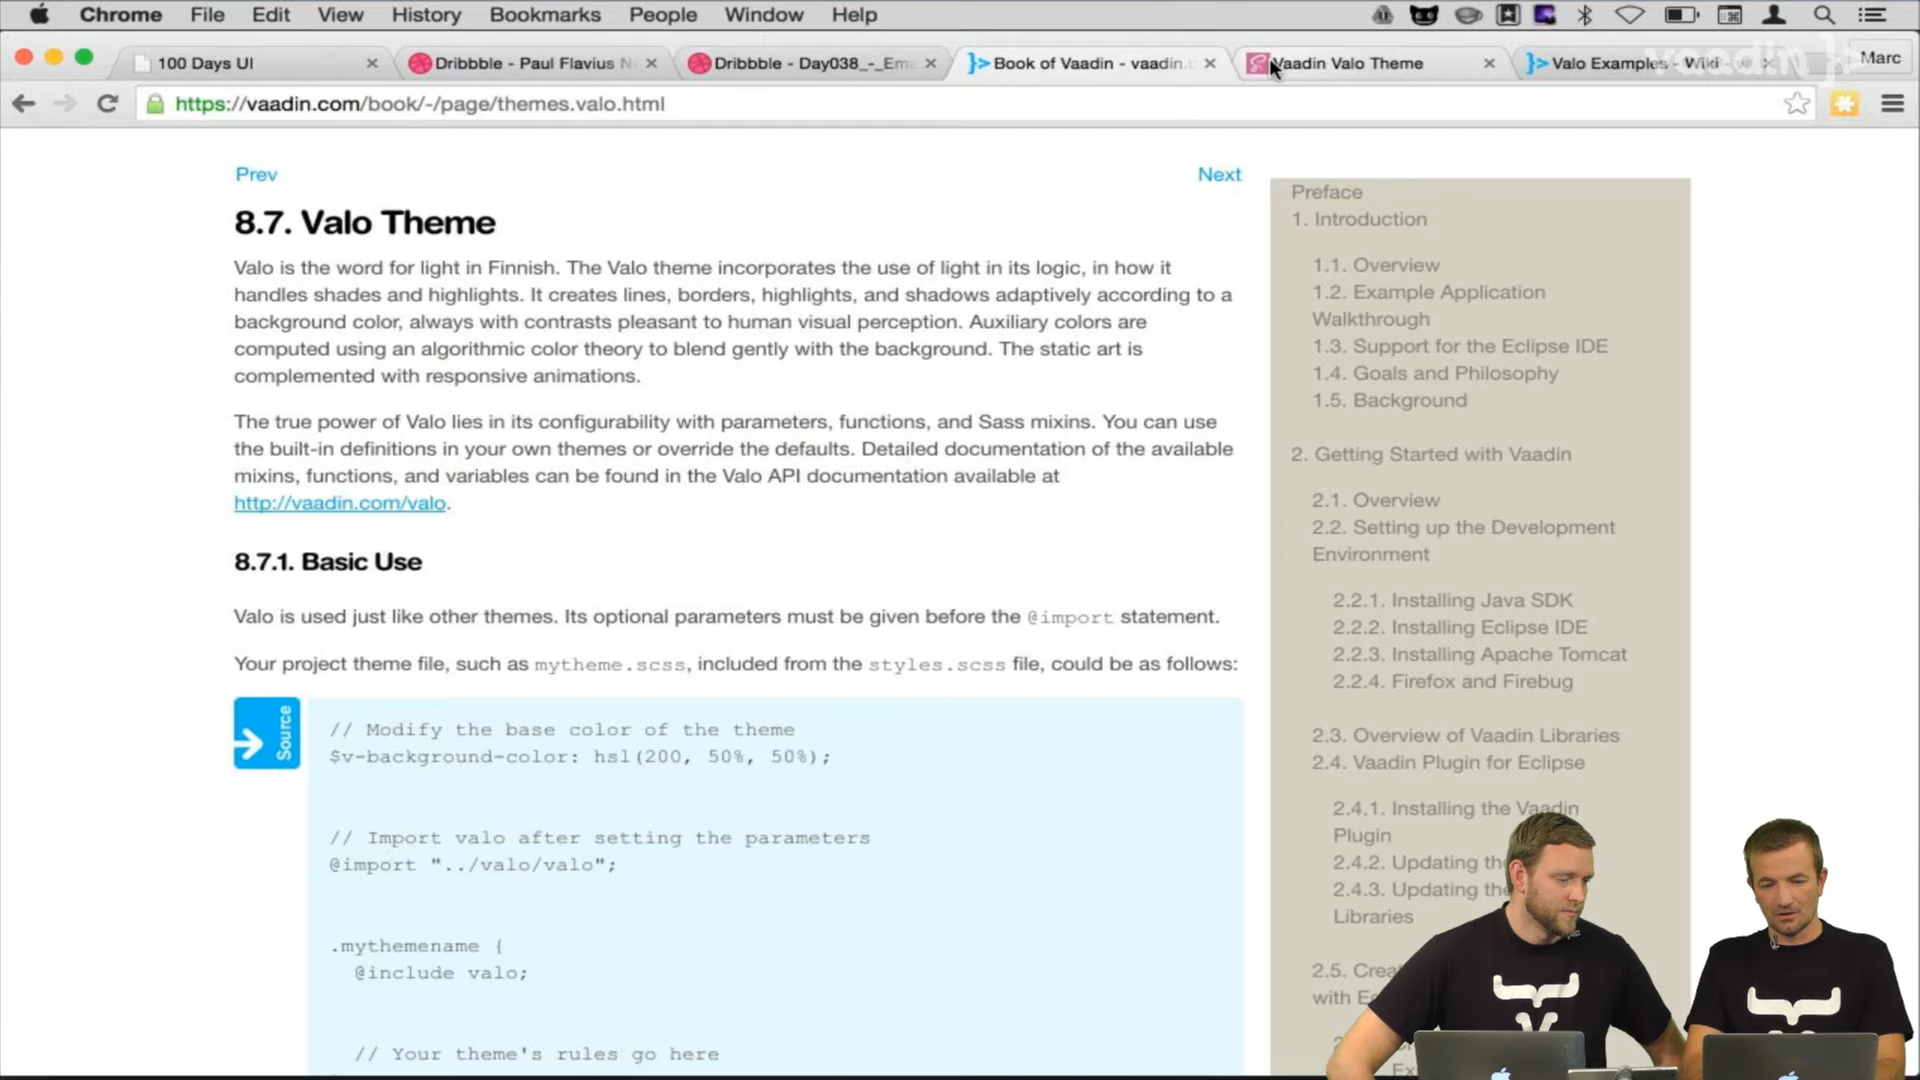 Chrome File Edit View History Bookmarks People Window Help
100 Days UI
Dribbble - Paul Flavius N
Dribbble - Day038_-_Ema
Book of Vaadin - vaadin.
Vaadin Valo Theme
Valo Examples - Wiki -
vaadin }>
Marc
https://vaadin.com/book/-/page/themes.valo.html
Prev
Next
8.7. Valo Theme
Valo is the word for light in Finnish. The Valo theme incorporates the use of light in its logic, in how it
handles shades and highlights. It creates lines, borders, highlights, and shadows adaptively according to a
background color, always with contrasts pleasant to human visual perception. Auxiliary colors are
computed using an algorithmic color theory to blend gently with the background. The static art is
complemented with responsive animations.
The true power of Valo lies in its configurability with parameters, functions, and Sass mixins. You can use
the built-in definitions in your own themes or override the defaults. Detailed documentation of the available
mixins, functions, and variables can be found in the Valo API documentation available at
http://vaadin.com/valo.
8.7.1. Basic Use
Valo is used just like other themes. Its optional parameters must be given before the @import statement.
Your project theme file, such as mytheme.scss, included from the styles.scss file, could be as follows:
Source
// Modify the base color of the theme
$v-background-color: hsl(200, 50%, 50%);
// Import valo after setting the parameters
@import "../valo/valo";
.mythemename {
@include valo;
// Your theme's rules go here
Preface
1. Introduction
1.1. Overview
1.2. Example Application
Walkthrough
1.3. Support for the Eclipse IDE
1.4. Goals and Philosophy
1.5. Background
2. Getting Started with Vaadin
2.1. Overview
2.2. Setting up the Development
Environment
2.2.1. Installing Java SDK
2.2.2. Installing Eclipse IDE
2.2.3. Installing Apache Tomcat
2.2.4. Firefox and Firebug
2.3. Overview of Vaadin Libraries
2.4. Vaadin Plugin for Eclipse
2.4.1. Installing the Vaadin
Plugin
2.4.2. Updating the
2.4.3. Updating the
Libraries
2.5. Crea
with Ec